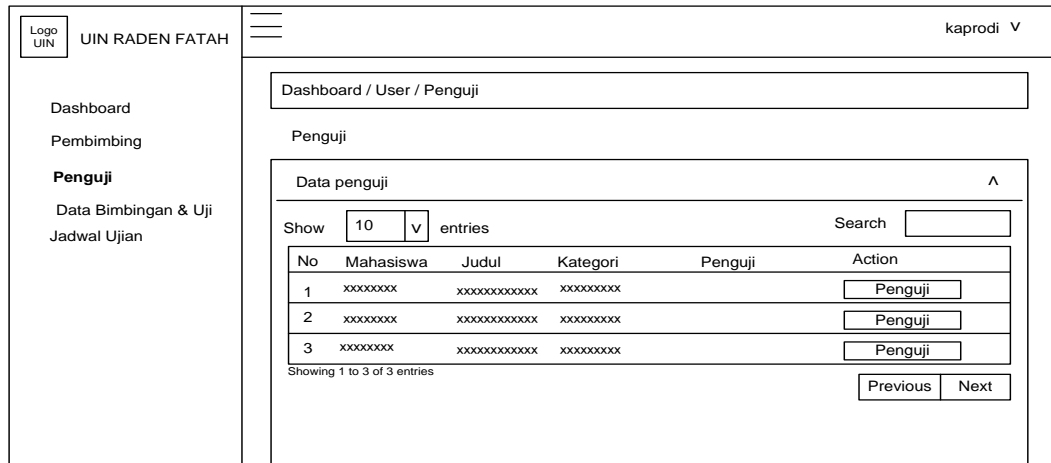 Logo
UIN
UIN RADEN FATAH
kaprodi v
Dashboard
Pembimbing
Penguji
Data Bimbingan & Uji
Jadwal Ujian
Dashboard / User / Penguji
Penguji
Data penguji ^
Show 10 v entries Search
No Mahasiswa Judul Kategori Penguji Action
1 xxxxxxxx xxxxxxxxxxxx xxxxxxxxx Penguji
2 xxxxxxxx xxxxxxxxxxxx xxxxxxxxx Penguji
3 xxxxxxxx xxxxxxxxxxxx xxxxxxxxx Penguji
Showing 1 to 3 of 3 entries
Previous Next